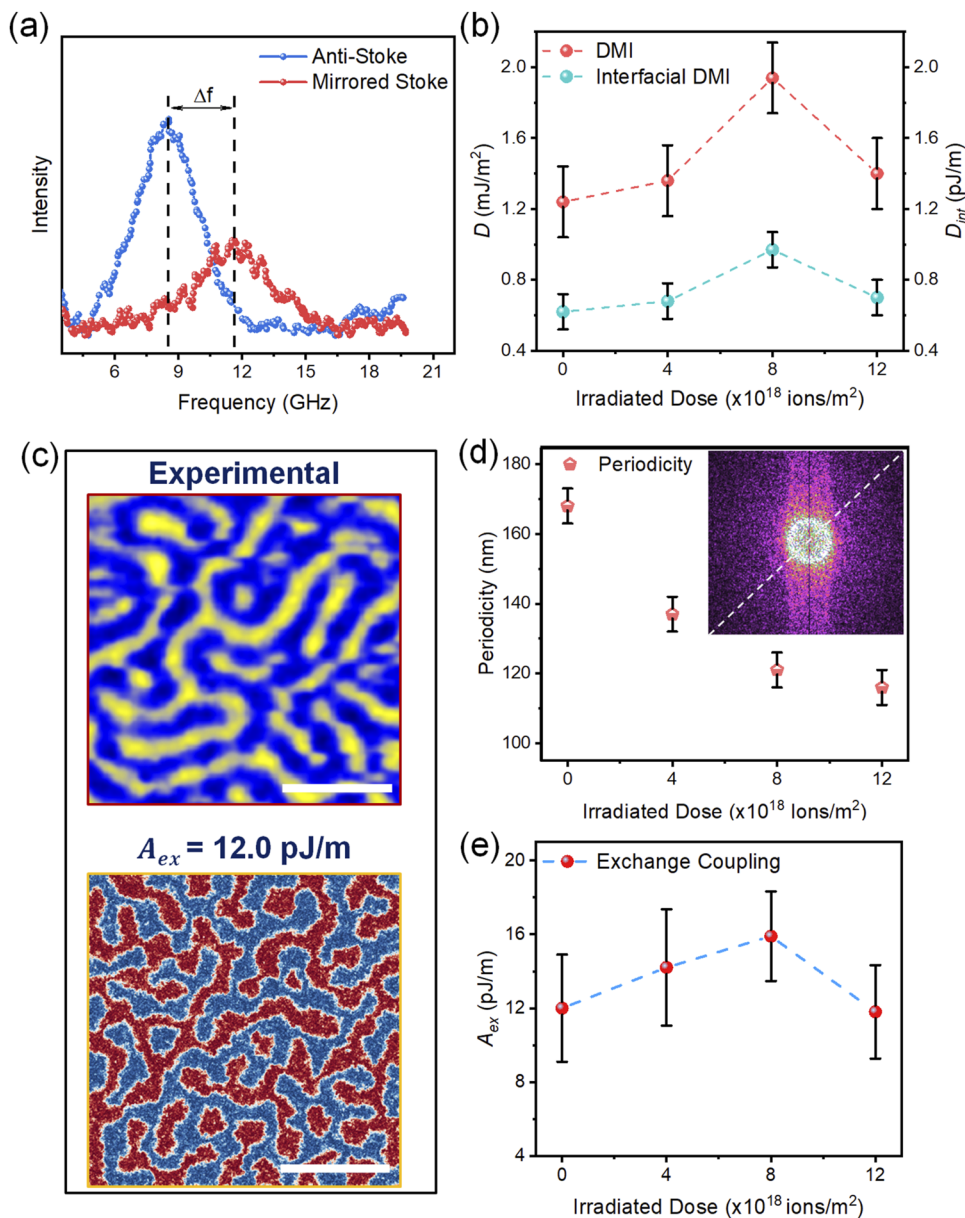 (a)
Anti-Stoke
Mirrored Stoke
Δf
Intensity
6 9 12 15 18 21
Frequency (GHz)
(b)
DMI
Interfacial DMI
2.0
1.6
1.2
0.8
0.4
D (mJ/m²)
2.0
1.6
1.2
0.8
0.4
D_int (pJ/m)
0 4 8 12
Irradiated Dose (x10¹⁸ ions/m²)
(c)
Experimental
A_ex = 12.0 pJ/m
(d)
Periodicity
180
160
140
120
100
Periodicity (nm)
0 4 8 12
Irradiated Dose (x10¹⁸ Ions/m²)
(e)
Exchange Coupling
20
16
12
8
4
A_ex (pJ/m)
0 4 8 12
Irradiated Dose (x10¹⁸ ions/m²)